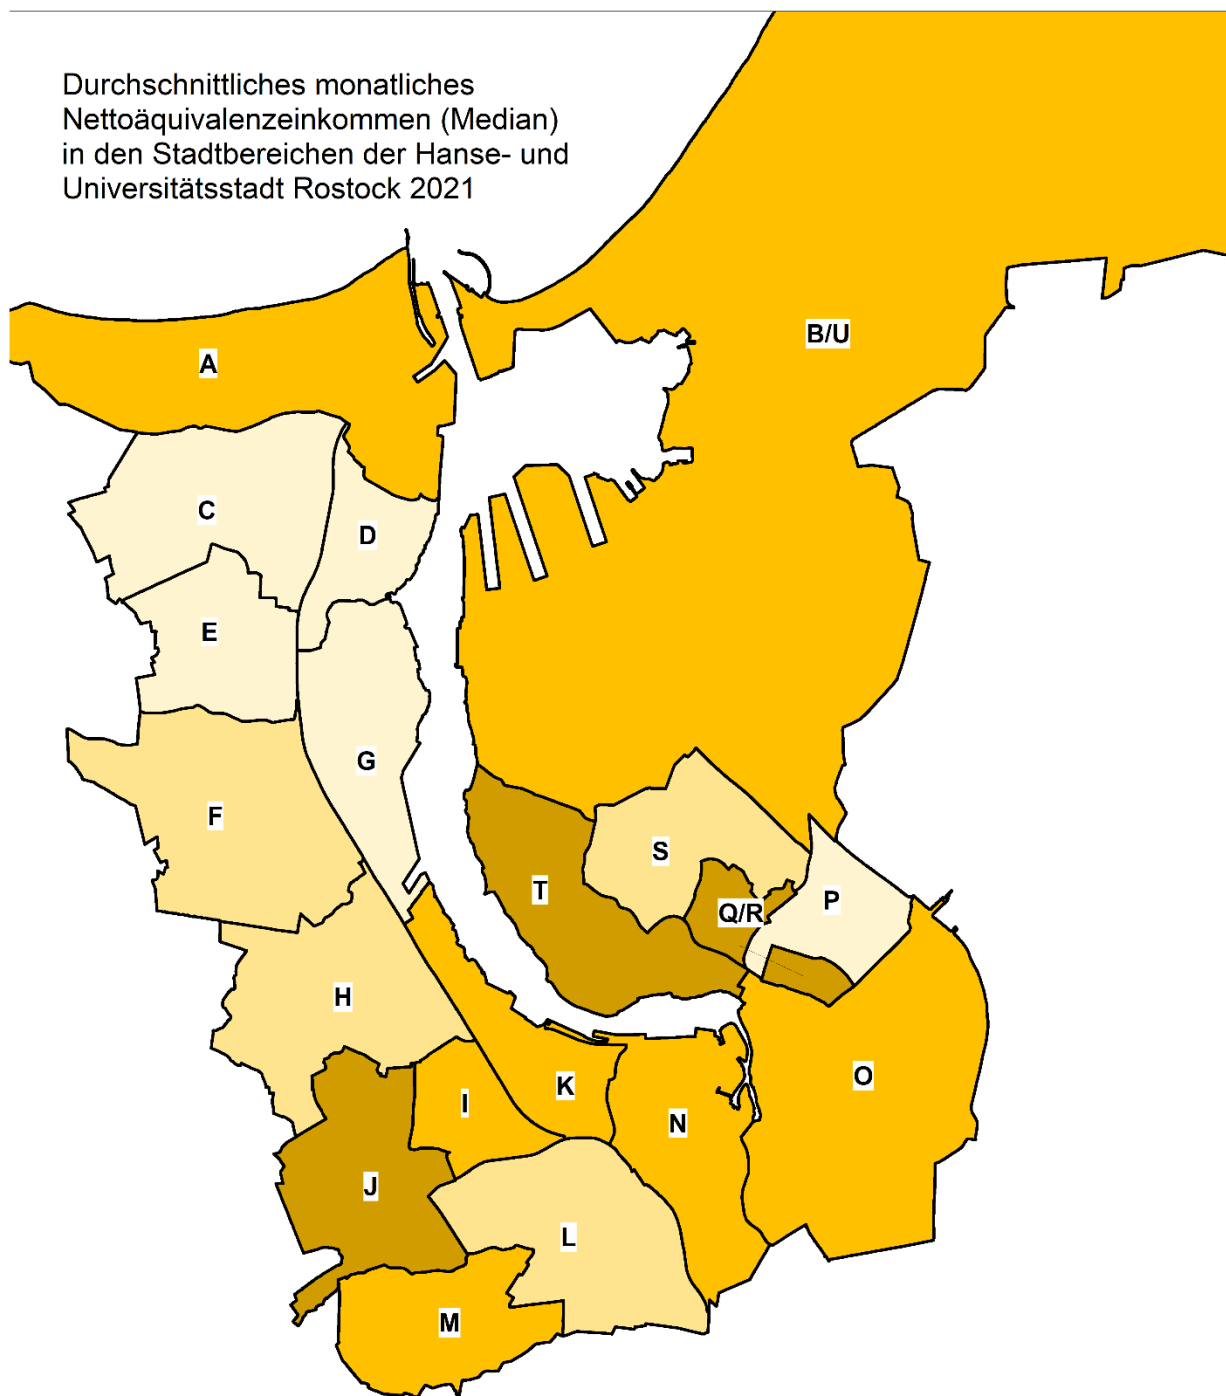 Durchschnittliches monatliches
Nettoäquivalenzeinkommen (Median)
in den Stadtbereichen der Hanse- und
Universitätsstadt Rostock 2021
B/U
A
C
D
E
G
F
S
T
Q/R
P
H
K
I
O
N
J
L
M